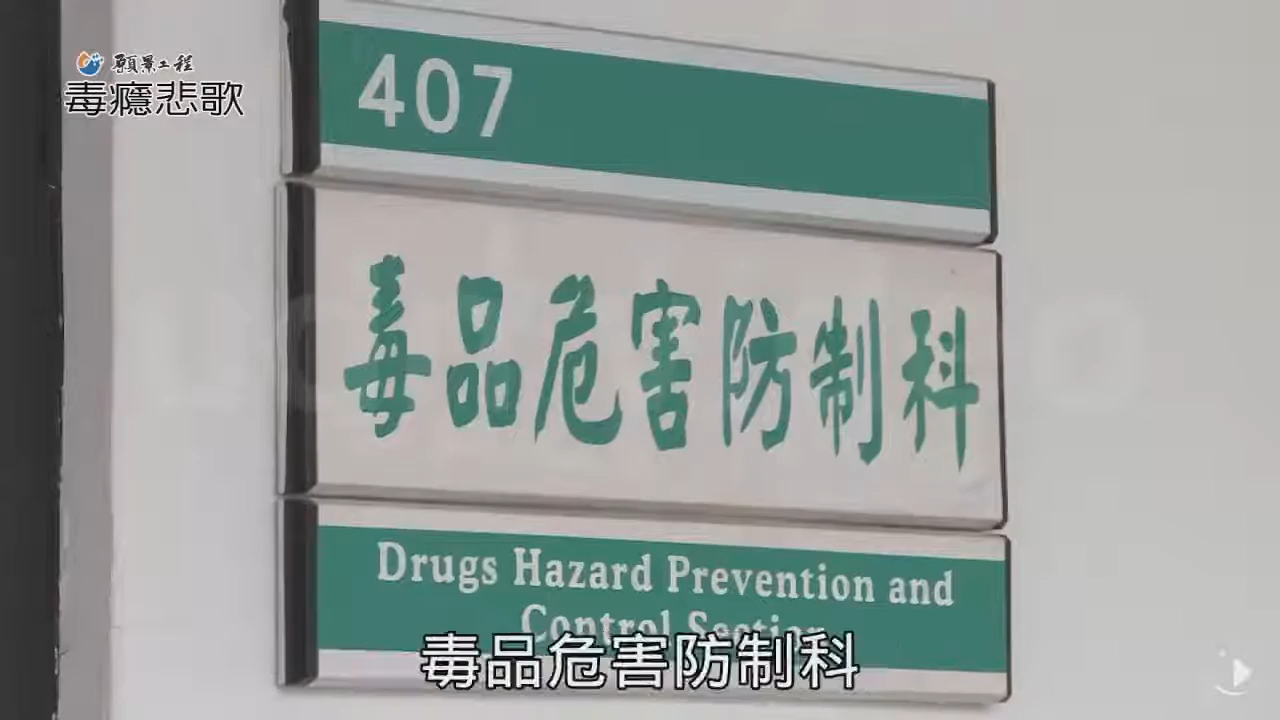 願景工程
毒癮悲歌
407
毒品危害防制科
Drugs Hazard Prevention and
Control Section
毒品危害防制科